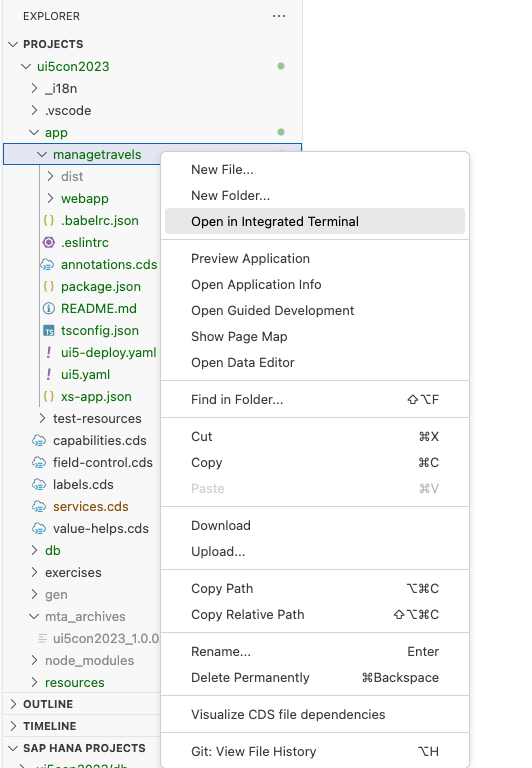 EXPLORER ...
PROJECTS
ui5con2023
_i18n
.vscode
app
managetravels
dist
webapp
{} .babelrc.json
.eslintrc
annotations.cds
{} package.json
README.md
TS tsconfig.json
! ui5-deploy.yaml
! ui5.yaml
{} xs-app.json
test-resources
capabilities.cds
field-control.cds
labels.cds
services.cds
value-helps.cds
db
exercises
gen
mta_archives
ui5con2023_1.0.0
node_modules
resources
OUTLINE
TIMELINE
SAP HANA PROJECTS
ui5con2023/db
New File...
New Folder...
Open in Integrated Terminal
Preview Application
Open Application Info
Open Guided Development
Show Page Map
Open Data Editor
Find in Folder... ⇧⌥F
Cut ⌘X
Copy ⌘C
Paste ⌘V
Download
Upload...
Copy Path ⌥⌘C
Copy Relative Path ⇧⌥⌘C
Rename... Enter
Delete Permanently ⌘Backspace
Visualize CDS file dependencies
Git: View File History ⌥H